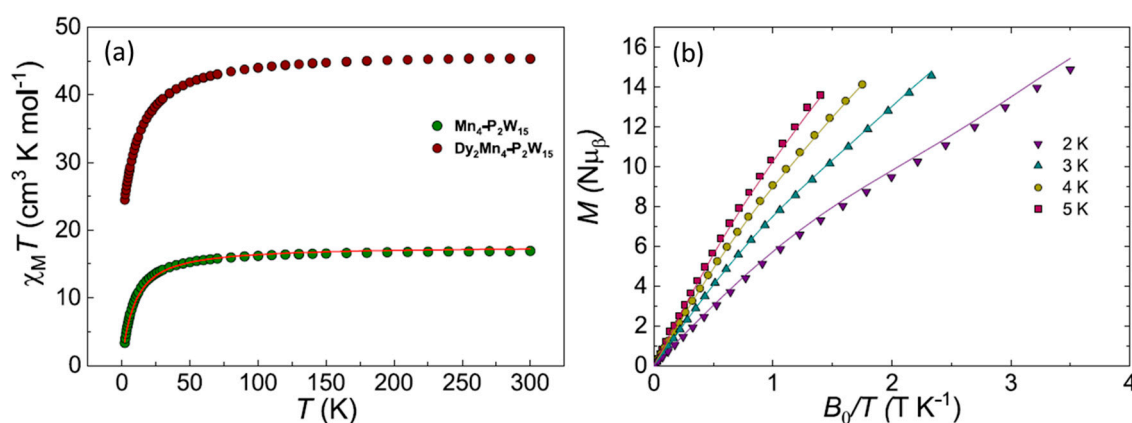 (a)
χ_M T (cm³ K mol⁻¹)
50
40
30
20
10
0
Mn₄-P₂W₁₅
Dy₂Mn₄-P₂W₁₅
0 50 100 150 200 250 300
T (K)
(b)
M (Nμ_β)
16
14
12
10
8
6
4
2
0
2 K
3 K
4 K
5 K
0 1 2 3 4
B₀/T (T K⁻¹)